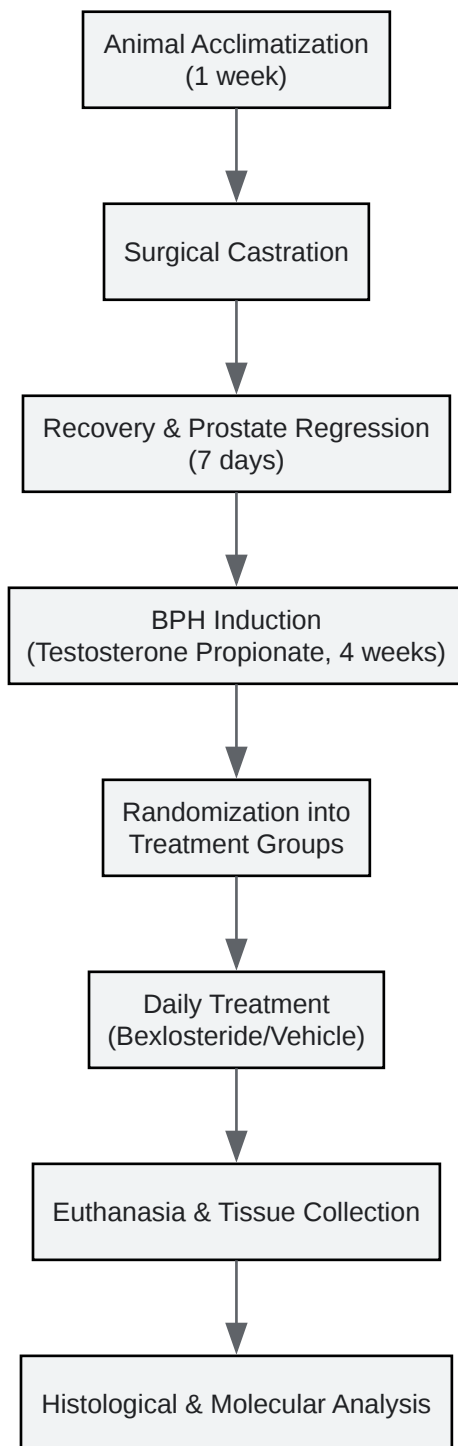 Animal Acclimatization
(1 week)
Surgical Castration
Recovery & Prostate Regression
(7 days)
BPH Induction
(Testosterone Propionate, 4 weeks)
Randomization into
Treatment Groups
Daily Treatment
(Bexlosteride/Vehicle)
Euthanasia & Tissue Collection
Histological & Molecular Analysis